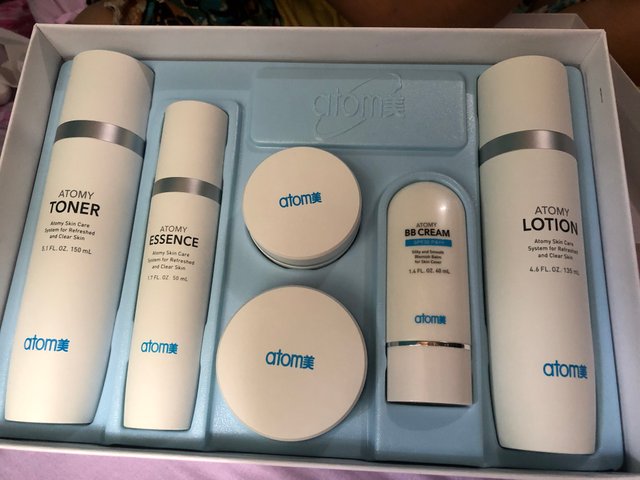 ATOMY
TONER
Atomy Skin Care
System for Refreshed
and Clear Skin
5.1 FL. OZ. 150 mL
atom美
ATOMY
ESSENCE
Atomy Skin Care
System for Refreshed
and Clear Skin
1.7 FL. OZ 50 mL
atom美
atom美
atom美
atom美
ATOMY
BB CREAM
SPF30 PA++
Silky and Smooth
Blemish Balm
for Skin Cover
1.4 FL. OZ. 40 mL
atom美
ATOMY
LOTION
Atomy Skin Care
System for Refreshed
and Clear Skin
4.6 FL. OZ. 135 mL
atom美